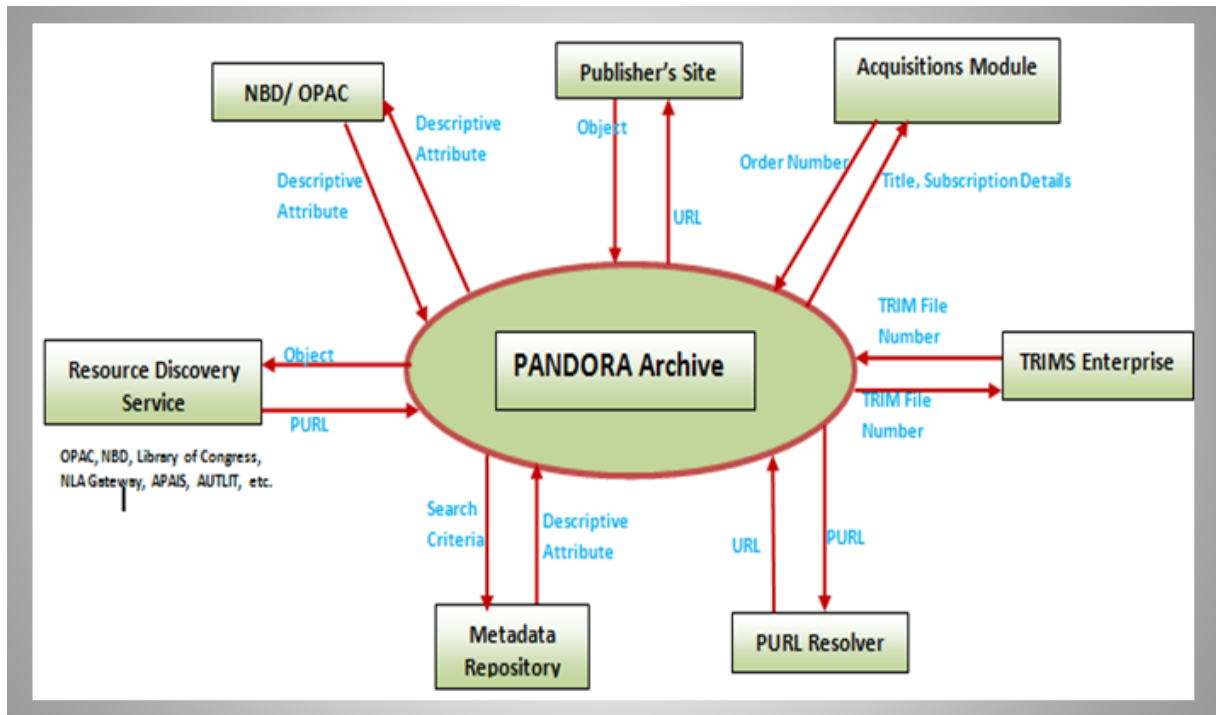 Publisher's Site
Acquisitions Module
NBD/ OPAC
Descriptive
Attribute
Object
Order Number
Title, Subscription Details
Descriptive
Attribute
URL
TRIM File
Number
PANDORA Archive
TRIMS Enterprise
Object
Resource Discovery
Service
TRIM File
Number
PURL
OPAC, NBD, Library of Congress,
NLA Gateway, APAIS, AUTLIT, etc.
Search
Criteria
Descriptive
Attribute
URL
PURL
Metadata
Repository
PURL Resolver